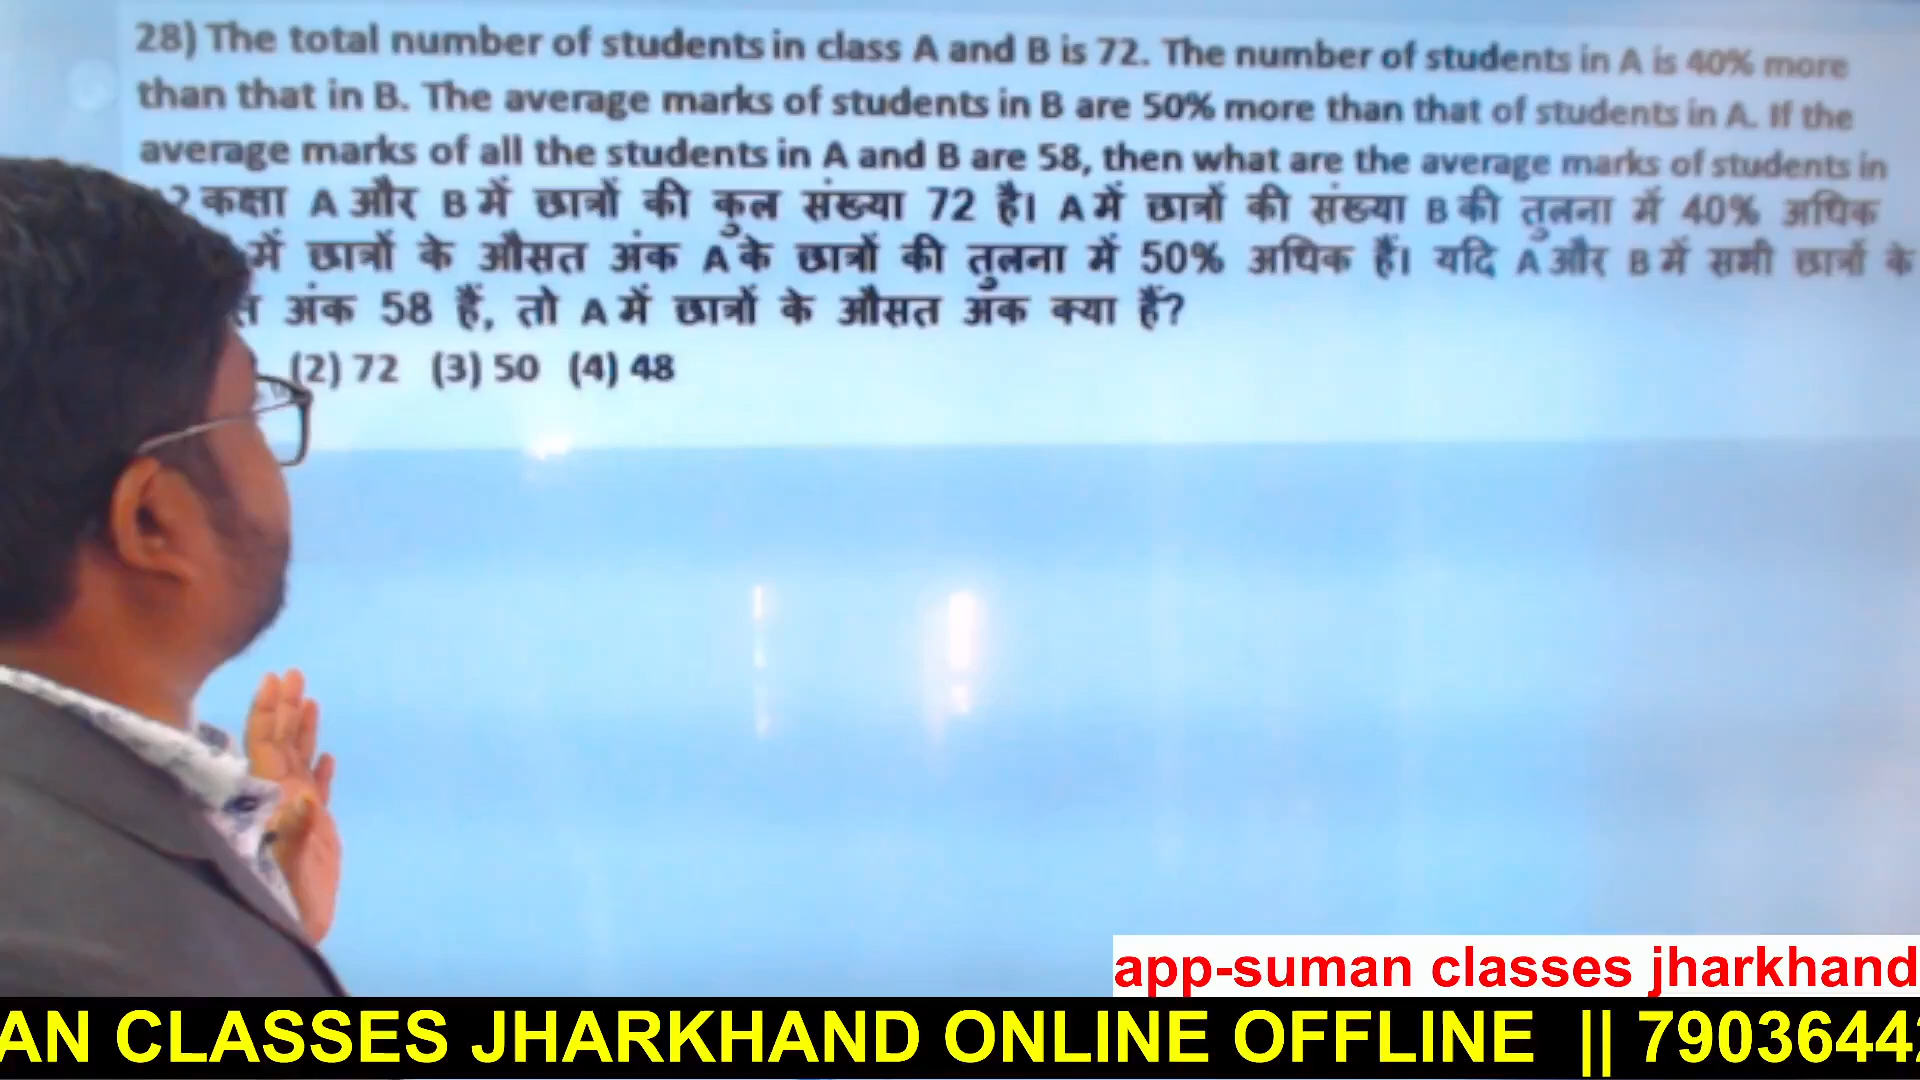 28) The total number of students in class A and B is 72. The number of students in A is 40% more
than that in B. The average marks of students in B are 50% more than that of students in A. If the
average marks of all the students in A and B are 58, then what are the average marks of students in
? कक्षा A और B में छात्रों की कुल संख्या 72 है। A में छात्रों की संख्या B की तुलना में 40% अधिक
में छात्रों के औसत अंक A के छात्रों की तुलना में 50% अधिक हैं। यदि A और B में सभी छात्रों के
अंक 58 हैं, तो A में छात्रों के औसत अंक क्या हैं?
(2) 72 (3) 50 (4) 48
app-suman classes jharkhand
AN CLASSES JHARKHAND ONLINE OFFLINE || 7903644